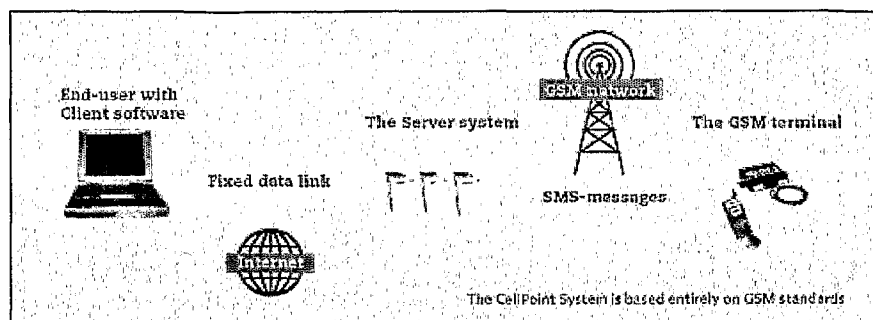 End-user with
Client software
Fixed data link
Internet
The Server system
GSM network
SMS-messages
The GSM terminal
The CellPoint System is based entirely on GSM standards